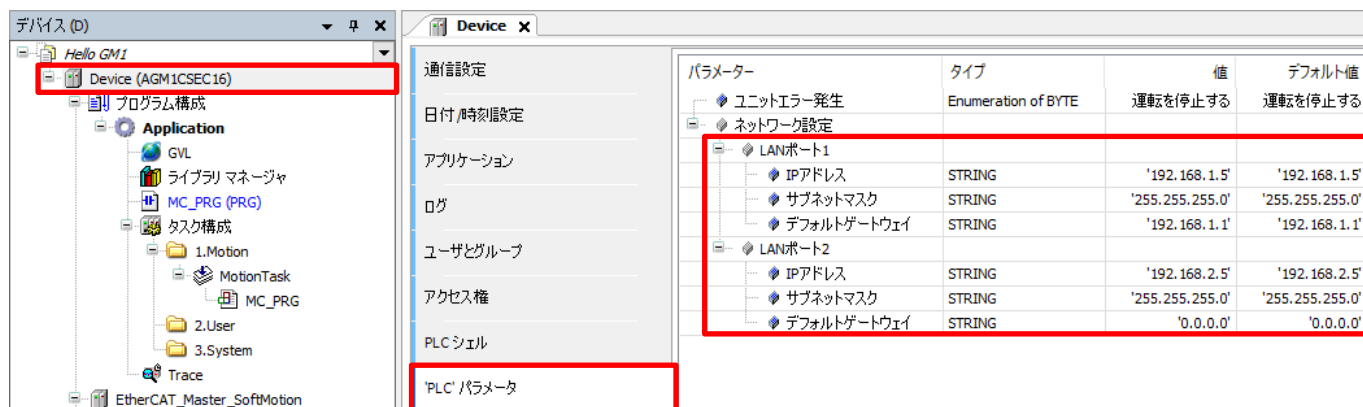 デバイス (D)
Hello GM1
Device (AGM1CSEC16)
プログラム構成
Application
GVL
ライブラリ マネージャ
MC_PRG (PRG)
タスク構成
1.Motion
MotionTask
MC_PRG
2.User
3.System
Trace
EtherCAT_Master_SoftMotion
Device
通信設定
日付/時刻設定
アプリケーション
ログ
ユーザとグループ
アクセス権
PLC シェル
'PLC' パラメータ
パラメーター タイプ 値 デフォルト値
ユニットエラー発生 Enumeration of BYTE 運転を停止する 運転を停止する
ネットワーク設定
LANポート1
IPアドレス STRING '192.168.1.5' '192.168.1.5'
サブネットマスク STRING '255.255.255.0' '255.255.255.0'
デフォルトゲートウェイ STRING '192.168.1.1' '192.168.1.1'
LANポート2
IPアドレス STRING '192.168.2.5' '192.168.2.5'
サブネットマスク STRING '255.255.255.0' '255.255.255.0'
デフォルトゲートウェイ STRING '0.0.0.0' '0.0.0.0'